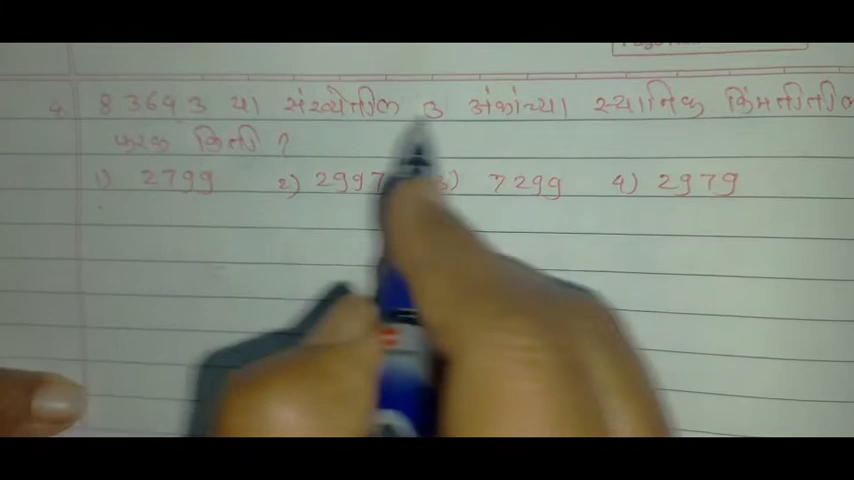 4. 83693 या संख्येतील 3 अंकांच्या स्थानिक किंमतीतील
फरक किती ?
1) 2799 2) 2997 3) 7299 4) 2979